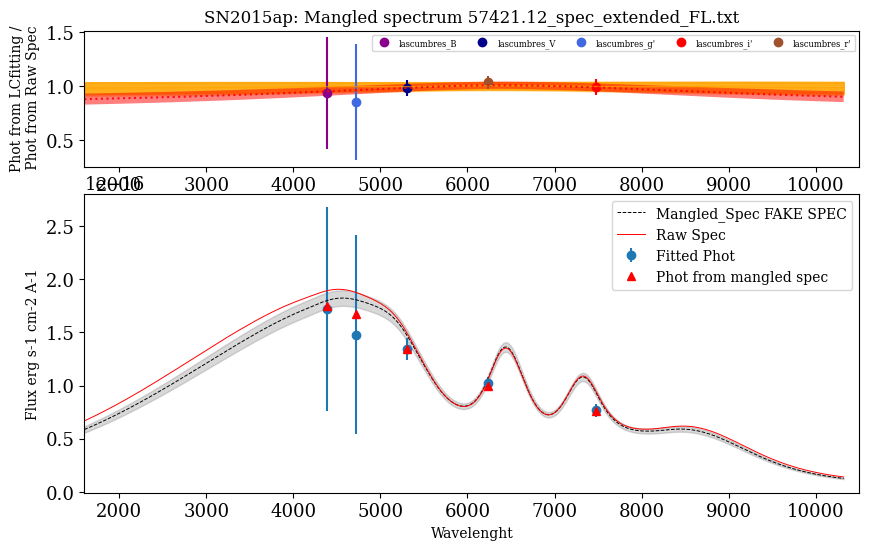 SN2015ap: Mangled spectrum 57421.12_spec_extended_FL.txt
Phot from LCfitting /
Phot from Raw Spec
1.5
1.0
0.5
lascumbres_B
lascumbres_V
lascumbres_g'
lascumbres_i'
lascumbres_r'
2000 3000 4000 5000 6000 7000 8000 9000 10000
1e−16
Flux erg s-1 cm-2 A-1
2.5
2.0
1.5
1.0
0.5
0.0
Mangled_Spec FAKE SPEC
Raw Spec
Fitted Phot
Phot from mangled spec
2000 3000 4000 5000 6000 7000 8000 9000 10000
Wavelenght